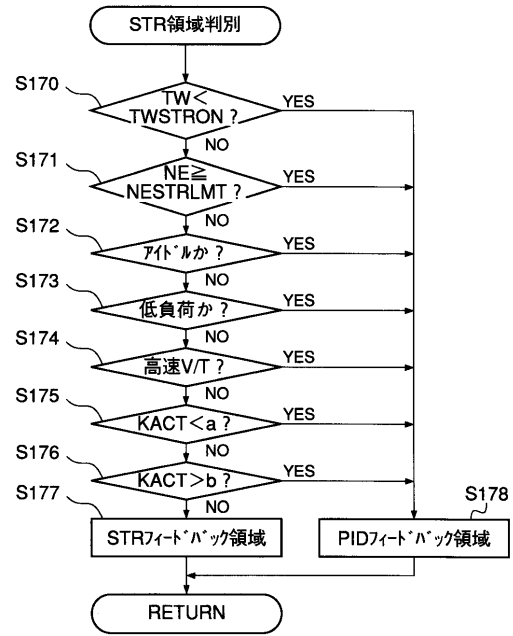 STR領域判別
S170
TW<
TWSTRON ?
YES
NO
S171
NE≧
NESTRLMT ?
YES
NO
S172
ｱｲﾄﾞﾙか ?
YES
NO
S173
低負荷か ?
YES
NO
S174
高速V/T ?
YES
NO
S175
KACT<a ?
YES
NO
S176
KACT>b ?
YES
NO
S177
STRﾌｨｰﾄﾞﾊﾞｯｸ領域
S178
PIDﾌｨｰﾄﾞﾊﾞｯｸ領域
RETURN